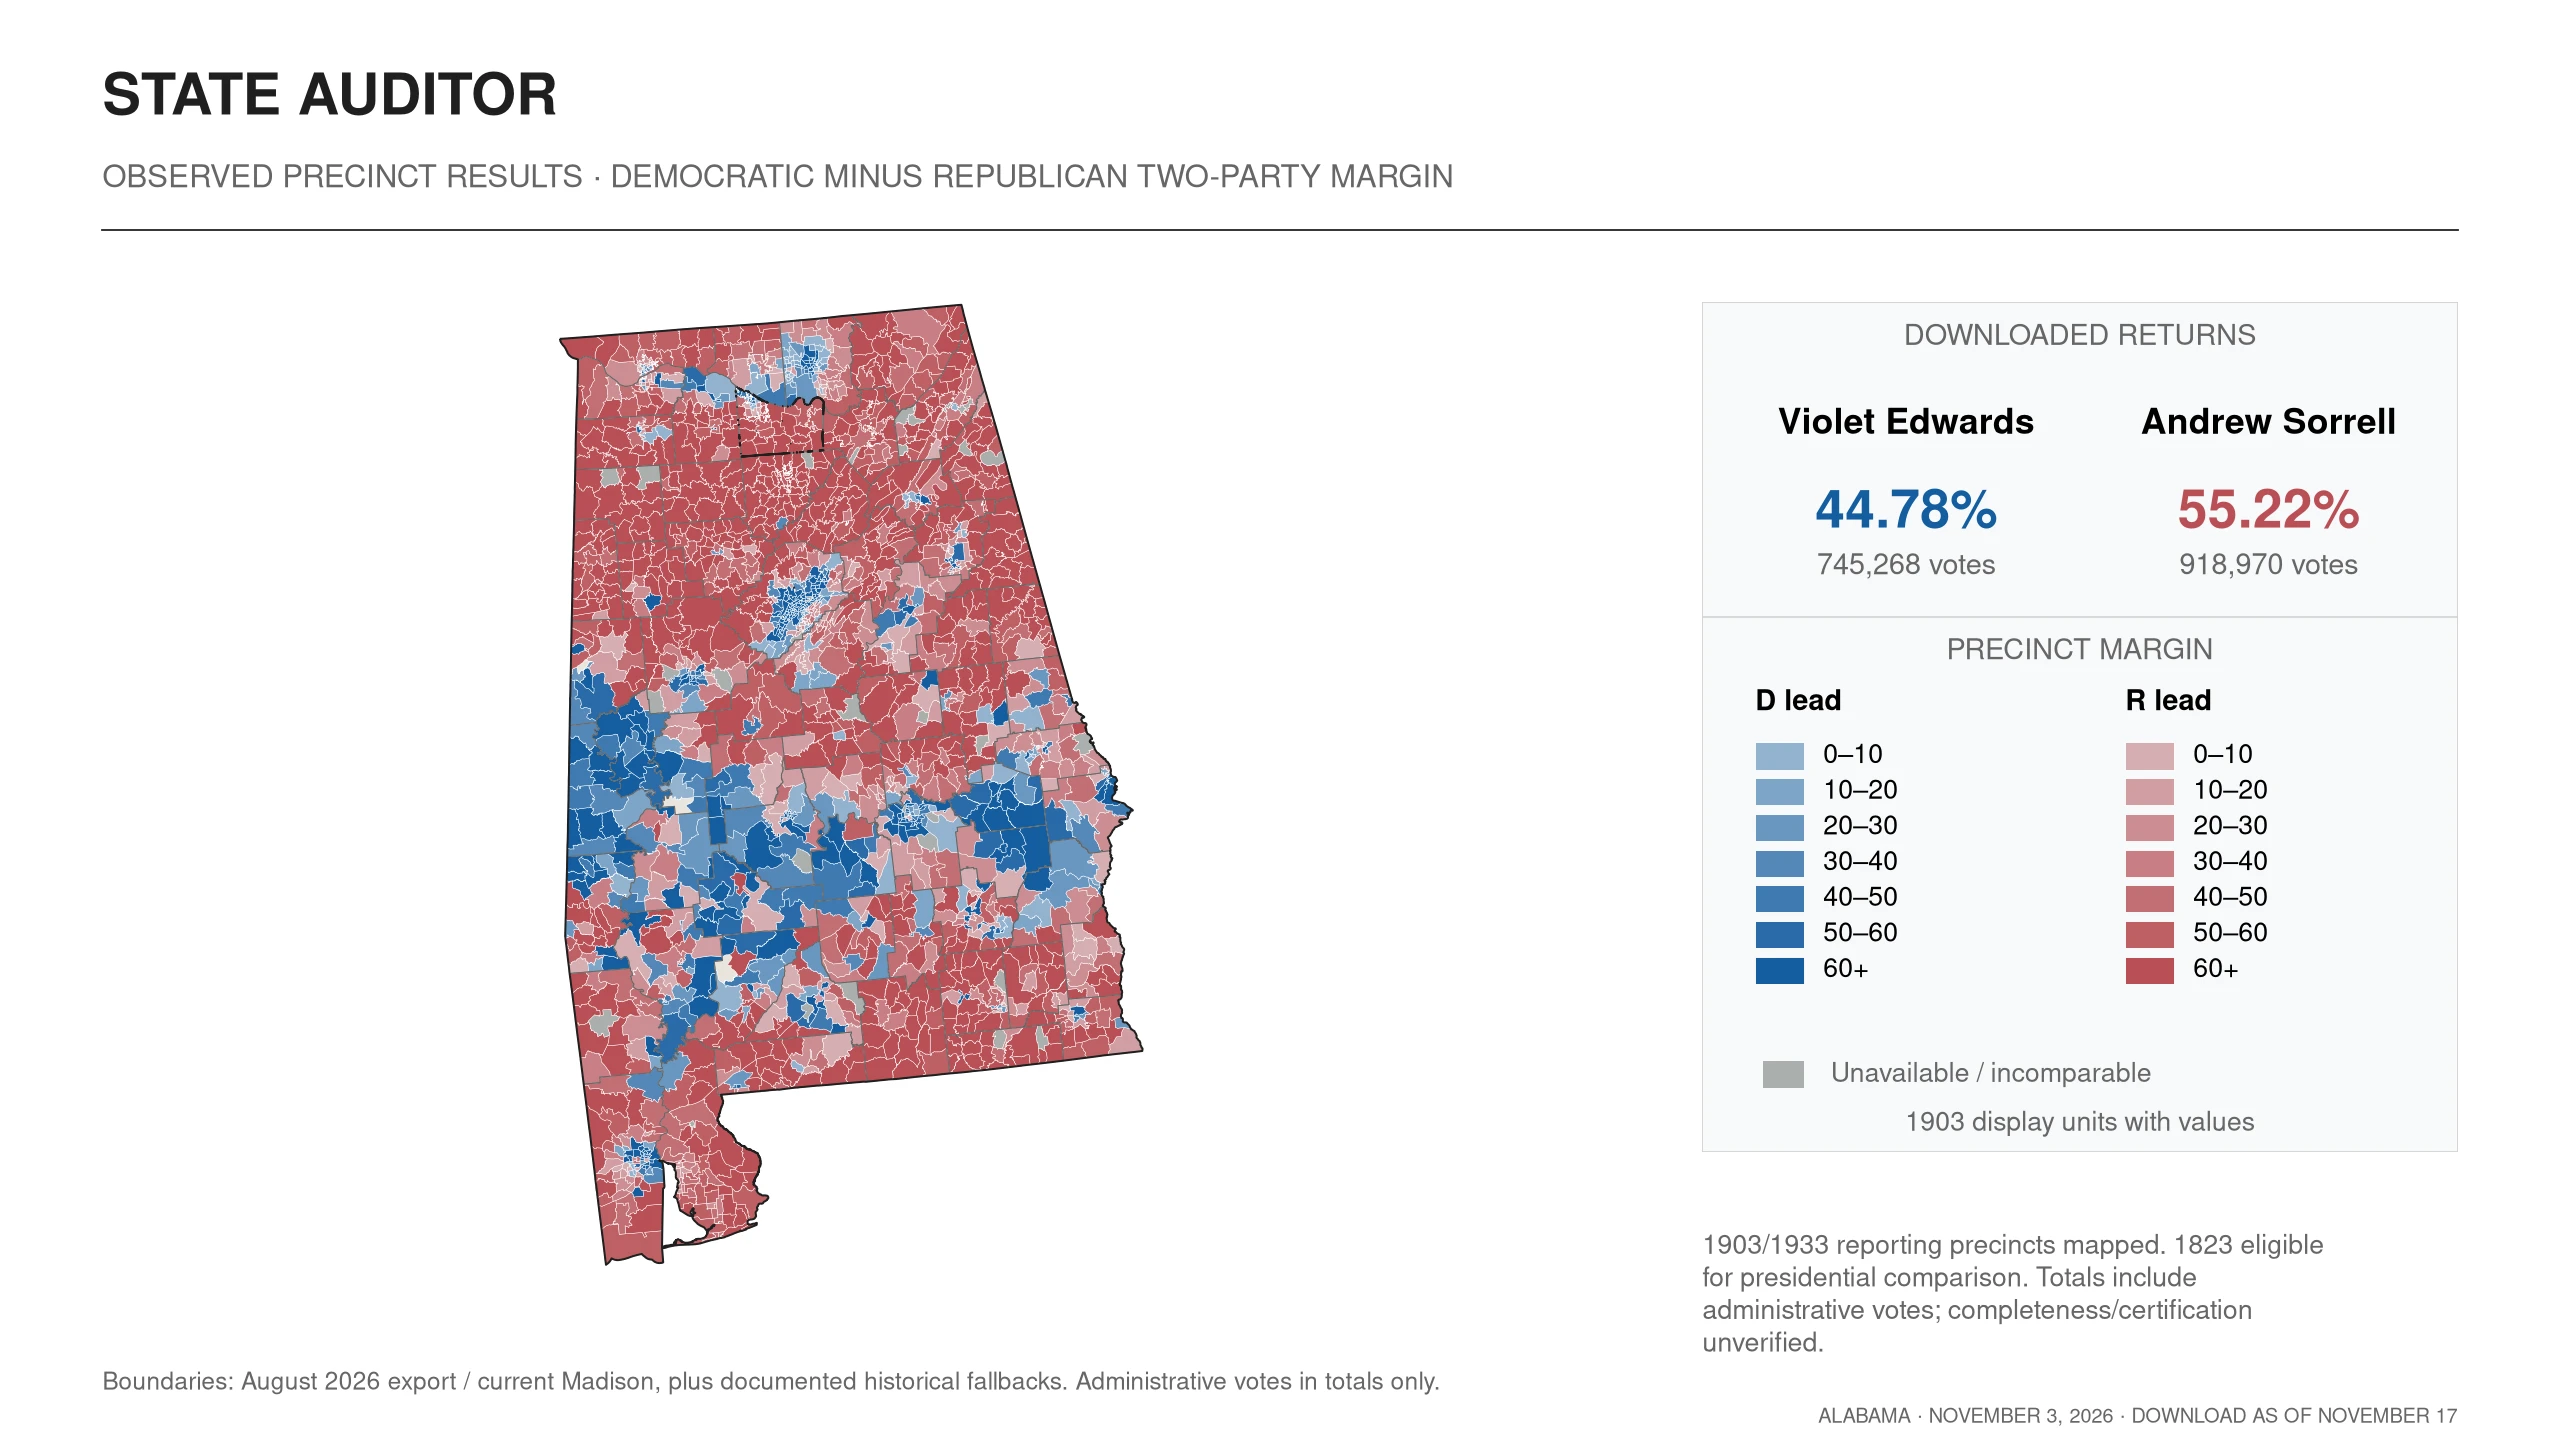 STATE AUDITOR
OBSERVED PRECINCT RESULTS · DEMOCRATIC MINUS REPUBLICAN TWO-PARTY MARGIN
DOWNLOADED RETURNS
Violet Edwards
Andrew Sorrell
44.78%
55.22%
745,268 votes
918,970 votes
PRECINCT MARGIN
D lead
R lead
0–10
0–10
10–20
10–20
20–30
20–30
30–40
30–40
40–50
40–50
50–60
50–60
60+
60+
Unavailable / incomparable
1903 display units with values
1903/1933 reporting precincts mapped. 1823 eligible
for presidential comparison. Totals include
administrative votes; completeness/certification
unverified.
Boundaries: August 2026 export / current Madison, plus documented historical fallbacks. Administrative votes in totals only.
ALABAMA · NOVEMBER 3, 2026 · DOWNLOAD AS OF NOVEMBER 17